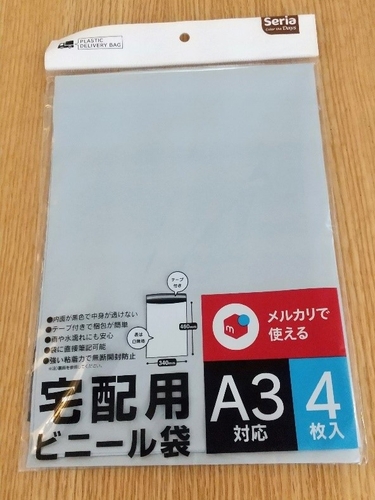 PLASTIC
DELIVERY BAG
Seria
Color the Days
テープ
付き
●内面が黒色で中身が透けない
●テープ付きで梱包が簡単
●雨や水濡れにも安心
●袋に直接筆記可能
●強い粘着力で無断開封防止
表は
白無地
460mm
340mm
m
メルカリで
使える
宅配用
ビニール袋
A3
対応
4
枚入